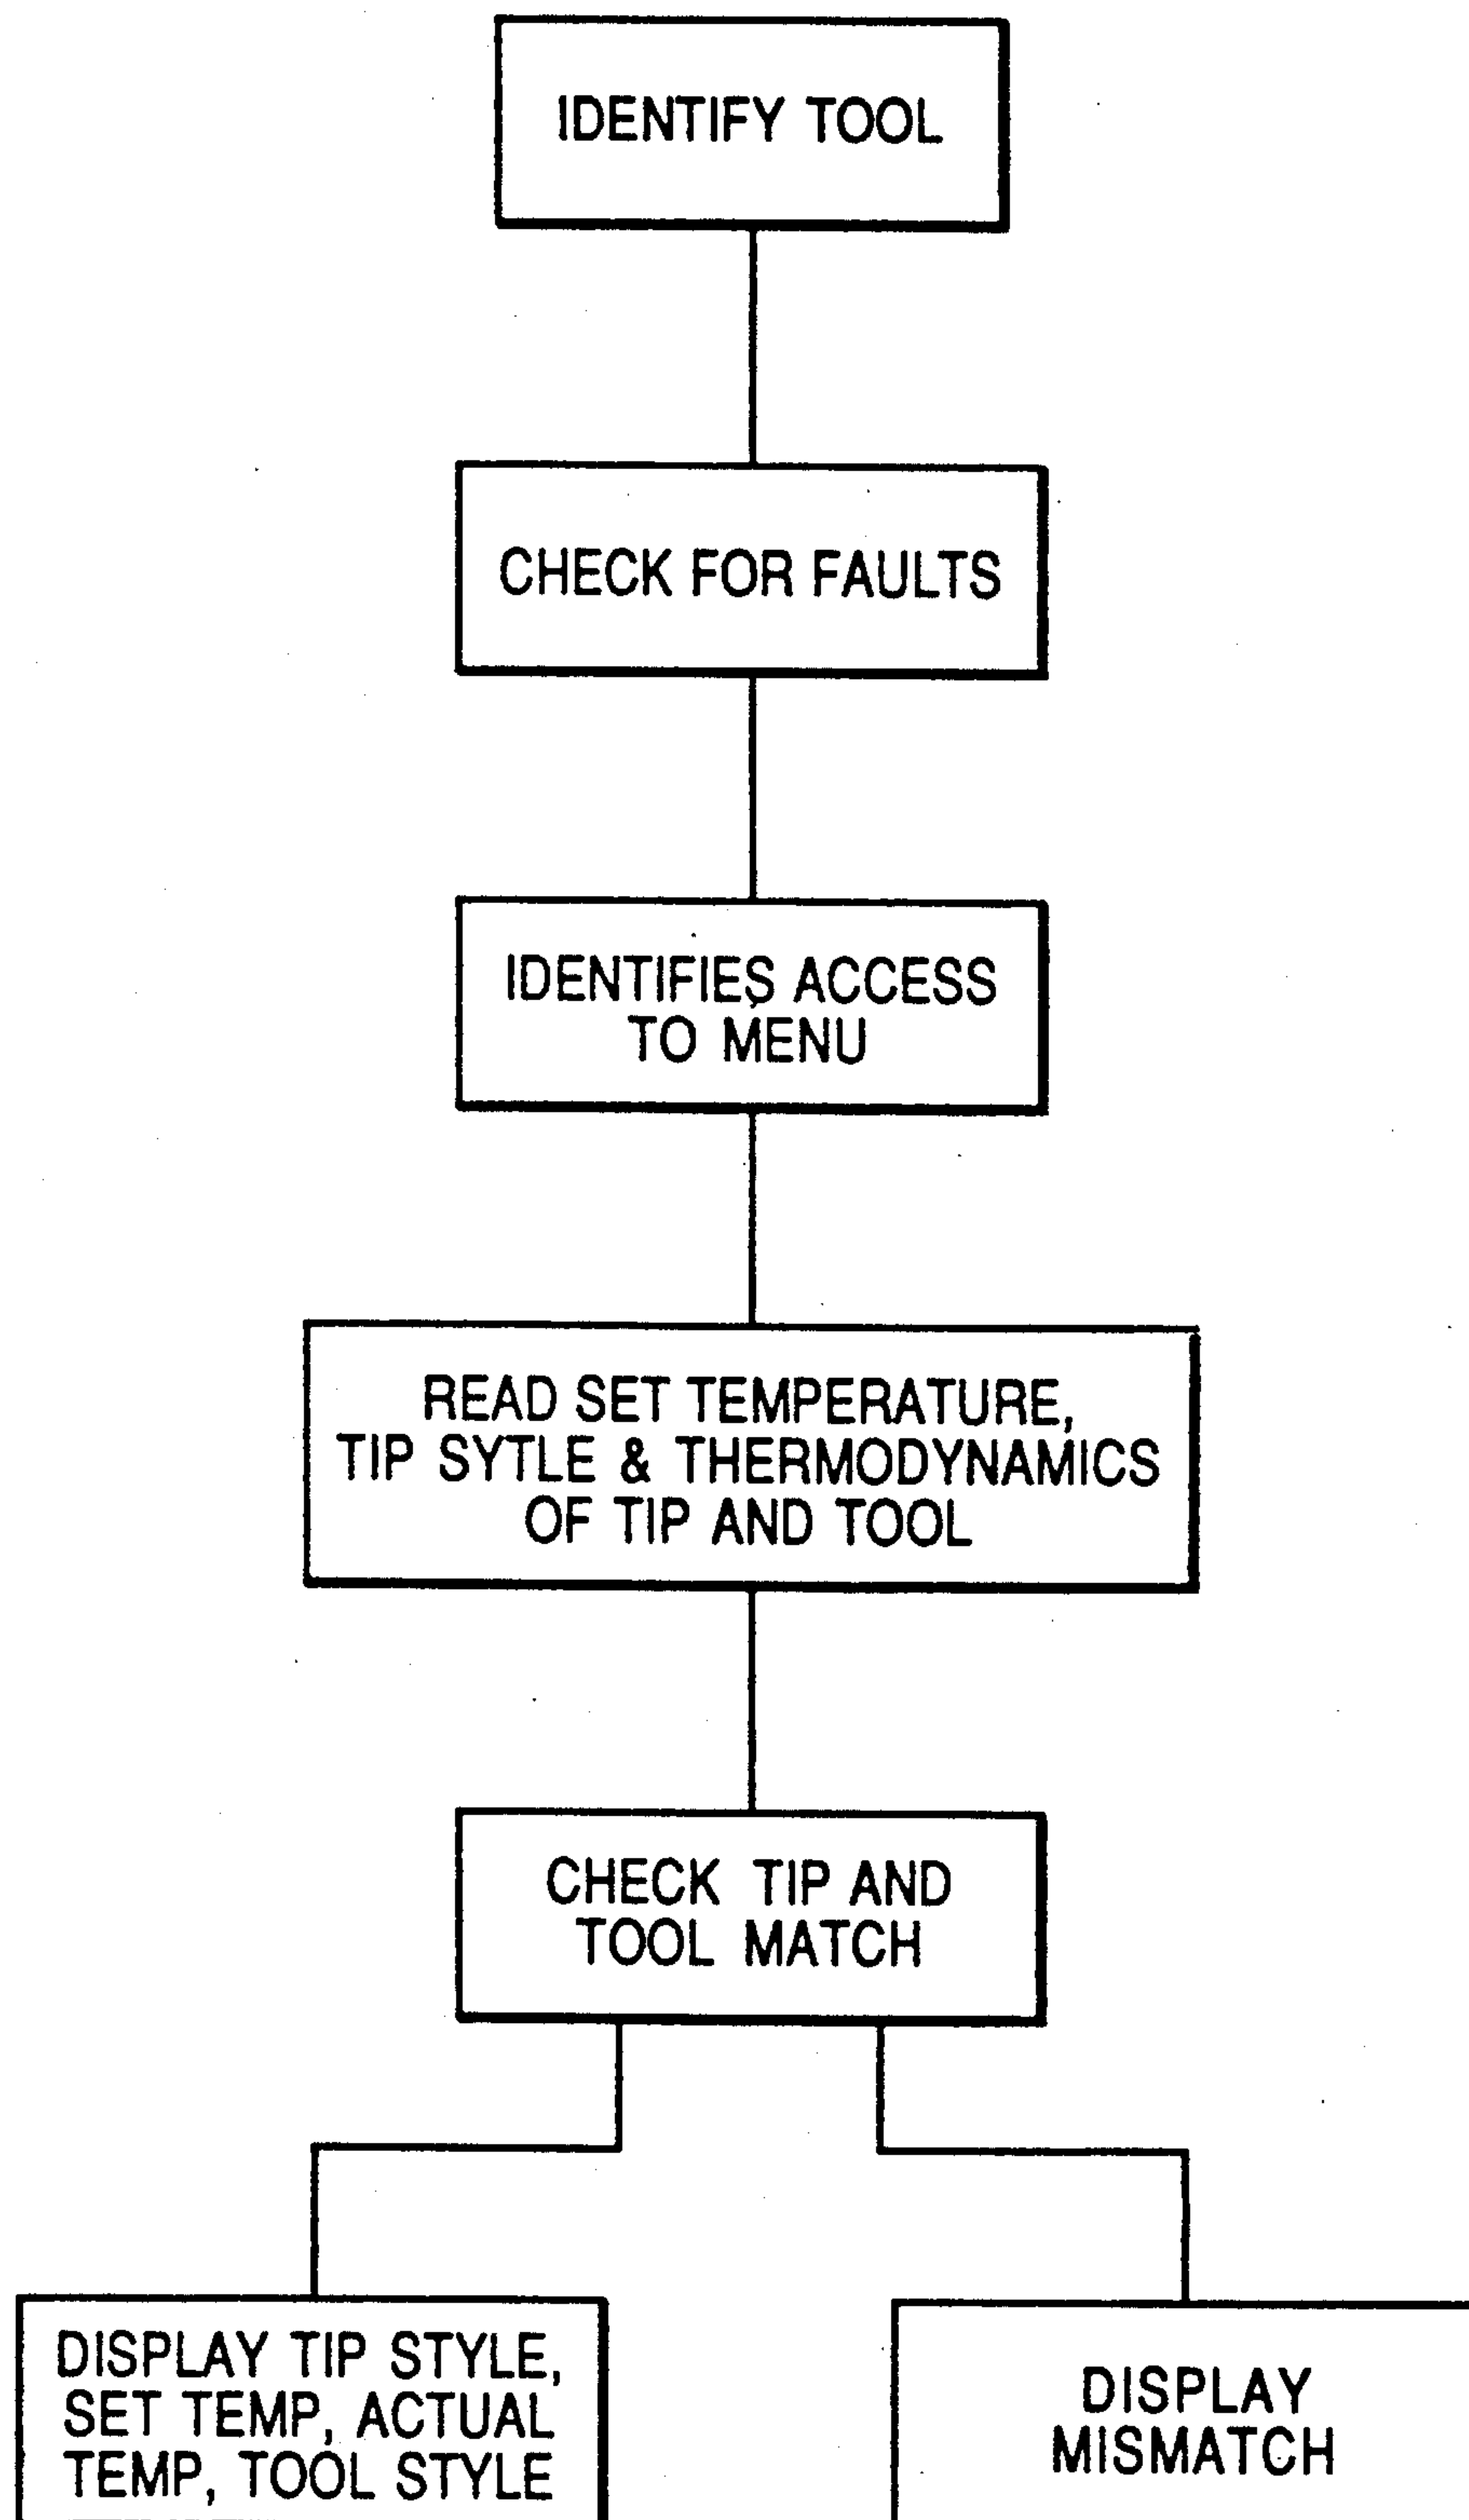 IDENTIFY TOOL
CHECK FOR FAULTS
IDENTIFIES ACCESS
TO MENU
READ SET TEMPERATURE,
TIP SYTLE & THERMODYNAMICS
OF TIP AND TOOL
CHECK TIP AND
TOOL MATCH
DISPLAY TIP STYLE,
SET TEMP, ACTUAL
TEMP, TOOL STYLE
DISPLAY
MISMATCH